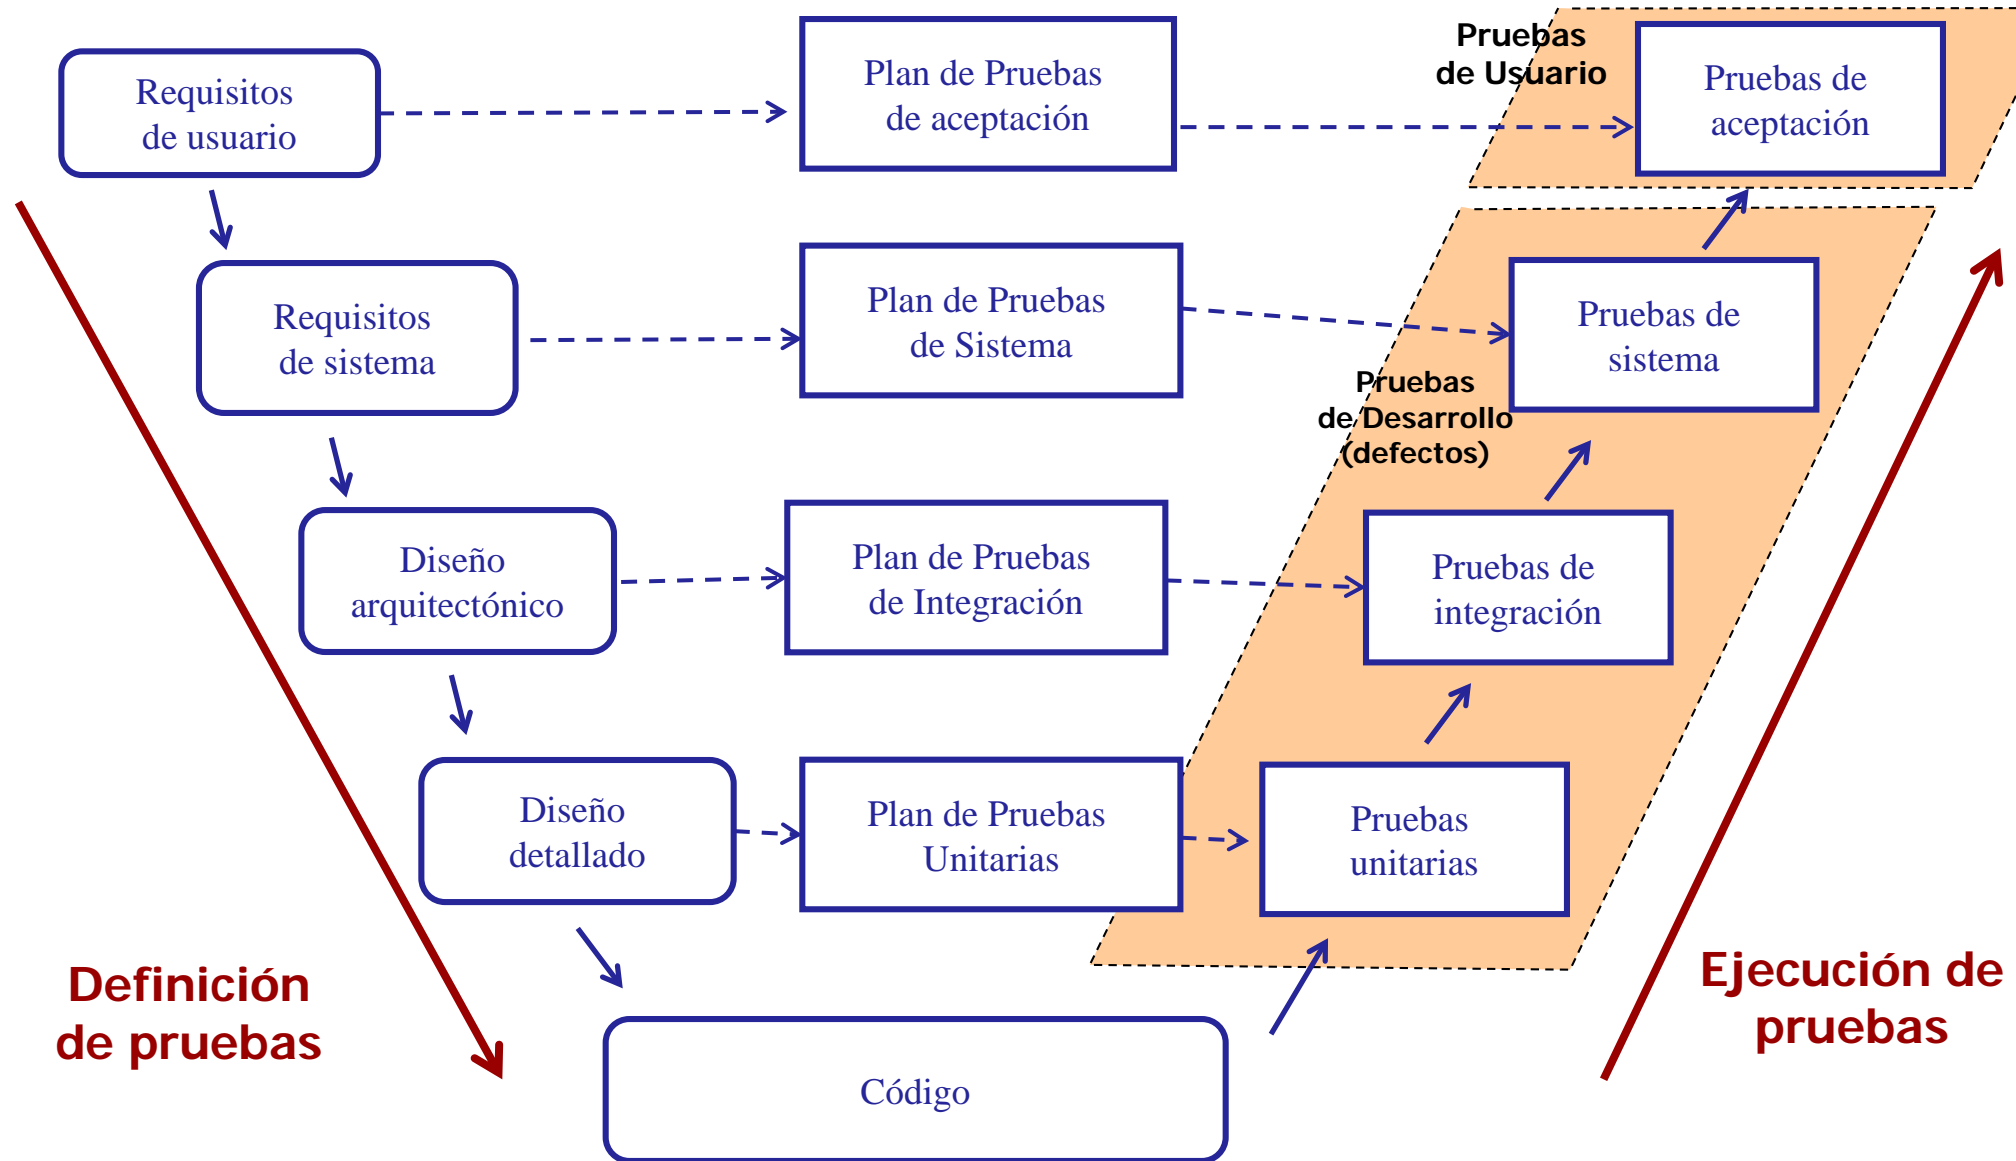 Requisitos
de usuario
Plan de Pruebas
de aceptación
Pruebas
de Usuario
Pruebas de
aceptación
Requisitos
de sistema
Plan de Pruebas
de Sistema
Pruebas de
sistema
Pruebas
de Desarrollo
(defectos)
Diseño
arquitectónico
Plan de Pruebas
de Integración
Pruebas de
integración
Diseño
detallado
Plan de Pruebas
Unitarias
Pruebas
unitarias
Definición
de pruebas
Ejecución de
pruebas
Código